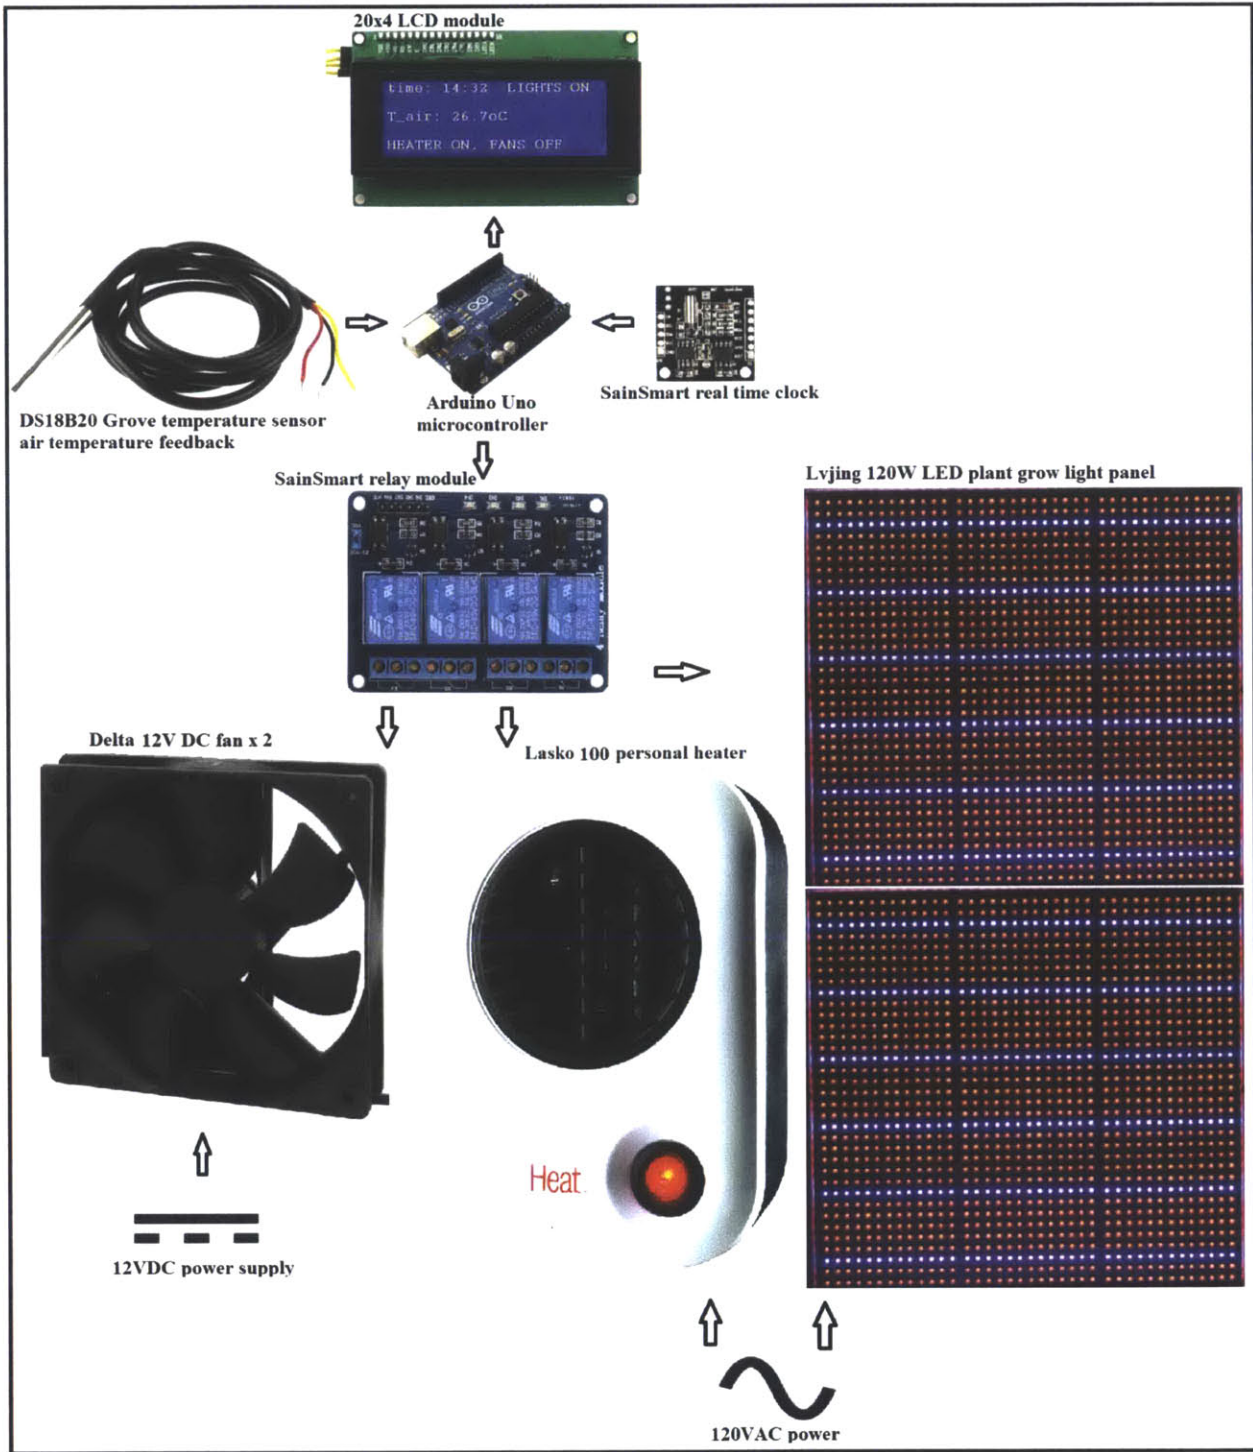 20x4 LCD module
time: 14:32 LIGHTS ON
T_air: 26.7oC
HEATER ON, FANS OFF
DS18B20 Grove temperature sensor
air temperature feedback
Arduino Uno
microcontroller
SainSmart real time clock
SainSmart relay module
Lvjing 120W LED plant grow light panel
Delta 12V DC fan x 2
Lasko 100 personal heater
Heat
12VDC power supply
120VAC power